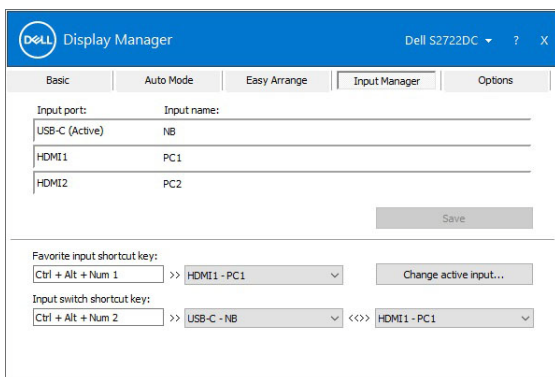 DELL Display Manager Dell S2722DC ? X
Basic Auto Mode Easy Arrange Input Manager Options
Input port: Input name:
USB-C (Active) NB
HDMI1 PC1
HDMI2 PC2
Save
Favorite input shortcut key:
Ctrl + Alt + Num 1 >> HDMI1 - PC1 Change active input...
Input switch shortcut key:
Ctrl + Alt + Num 2 >> USB-C - NB <<>> HDMI1 - PC1